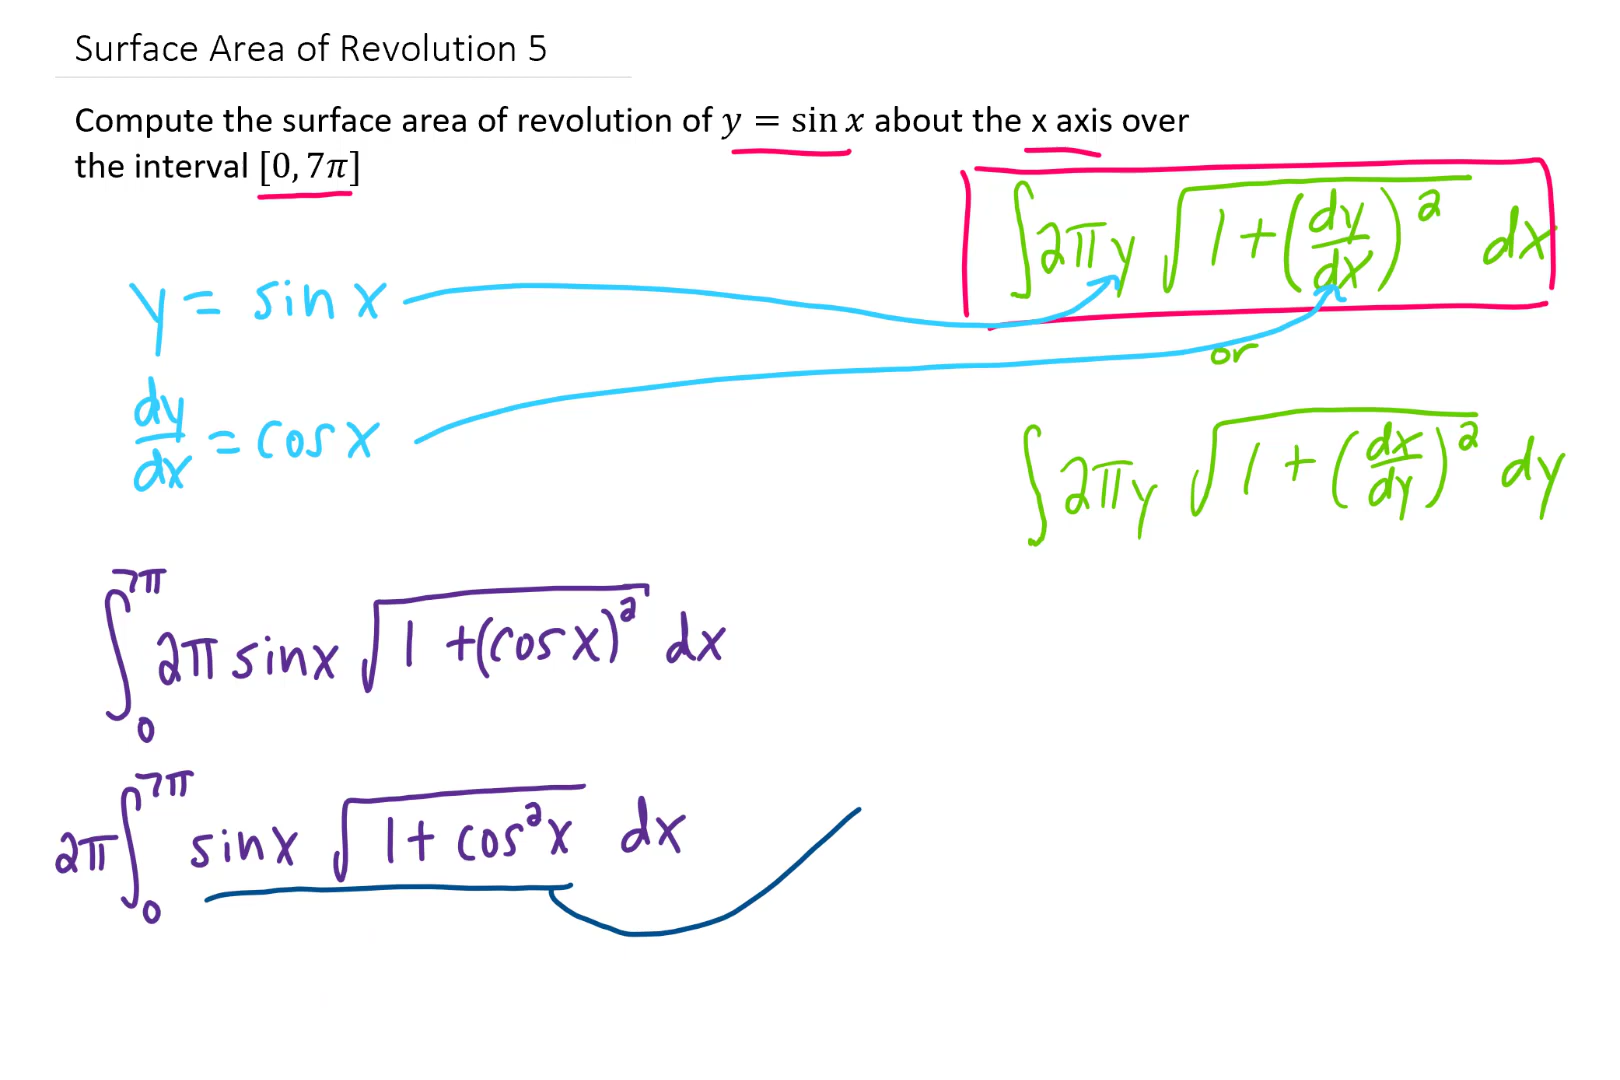 Surface Area of Revolution 5
Compute the surface area of revolution of y = sin x about the x axis over
the interval [0, 7π]
∫2πy √(1+(dy/dx)²) dx
y = sin x
or
dy/dx = cos x
∫2πy √(1+(dx/dy)²) dy
∫₀^7π 2π sinx √(1+(cosx)²) dx
2π∫₀^7π sinx √(1+cos²x) dx